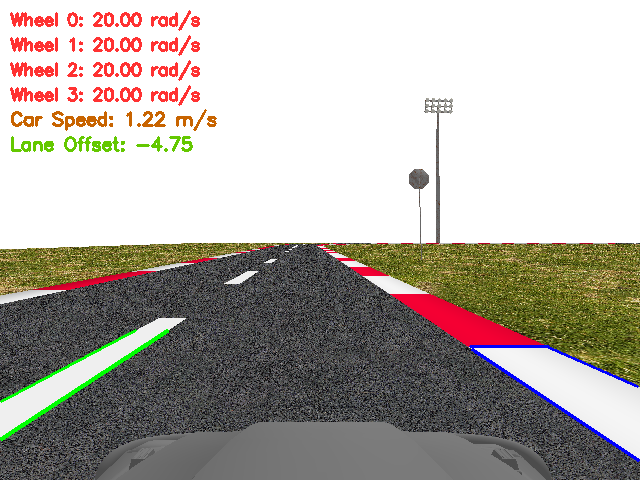 Wheel 0: 20.00 rad/s
Wheel 1: 20.00 rad/s
Wheel 2: 20.00 rad/s
Wheel 3: 20.00 rad/s
Car Speed: 1.22 m/s
Lane Offset: -4.75